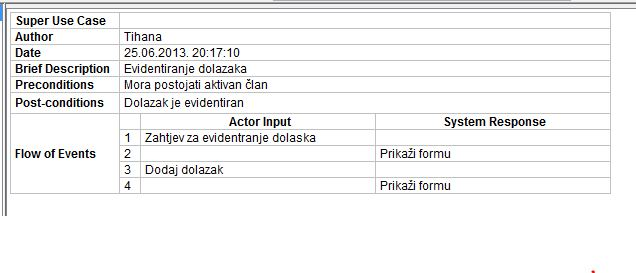 Super Use Case
Author Tihana
Date 25.06.2013. 20:17:10
Brief Description Evidentiranje dolazaka
Preconditions Mora postojati aktivan član
Post-conditions Dolazak je evidentiran
Flow of Events
Actor Input System Response
1 Zahtjev za evidentranje dolaska
2 Prikaži formu
3 Dodaj dolazak
4 Prikaži formu